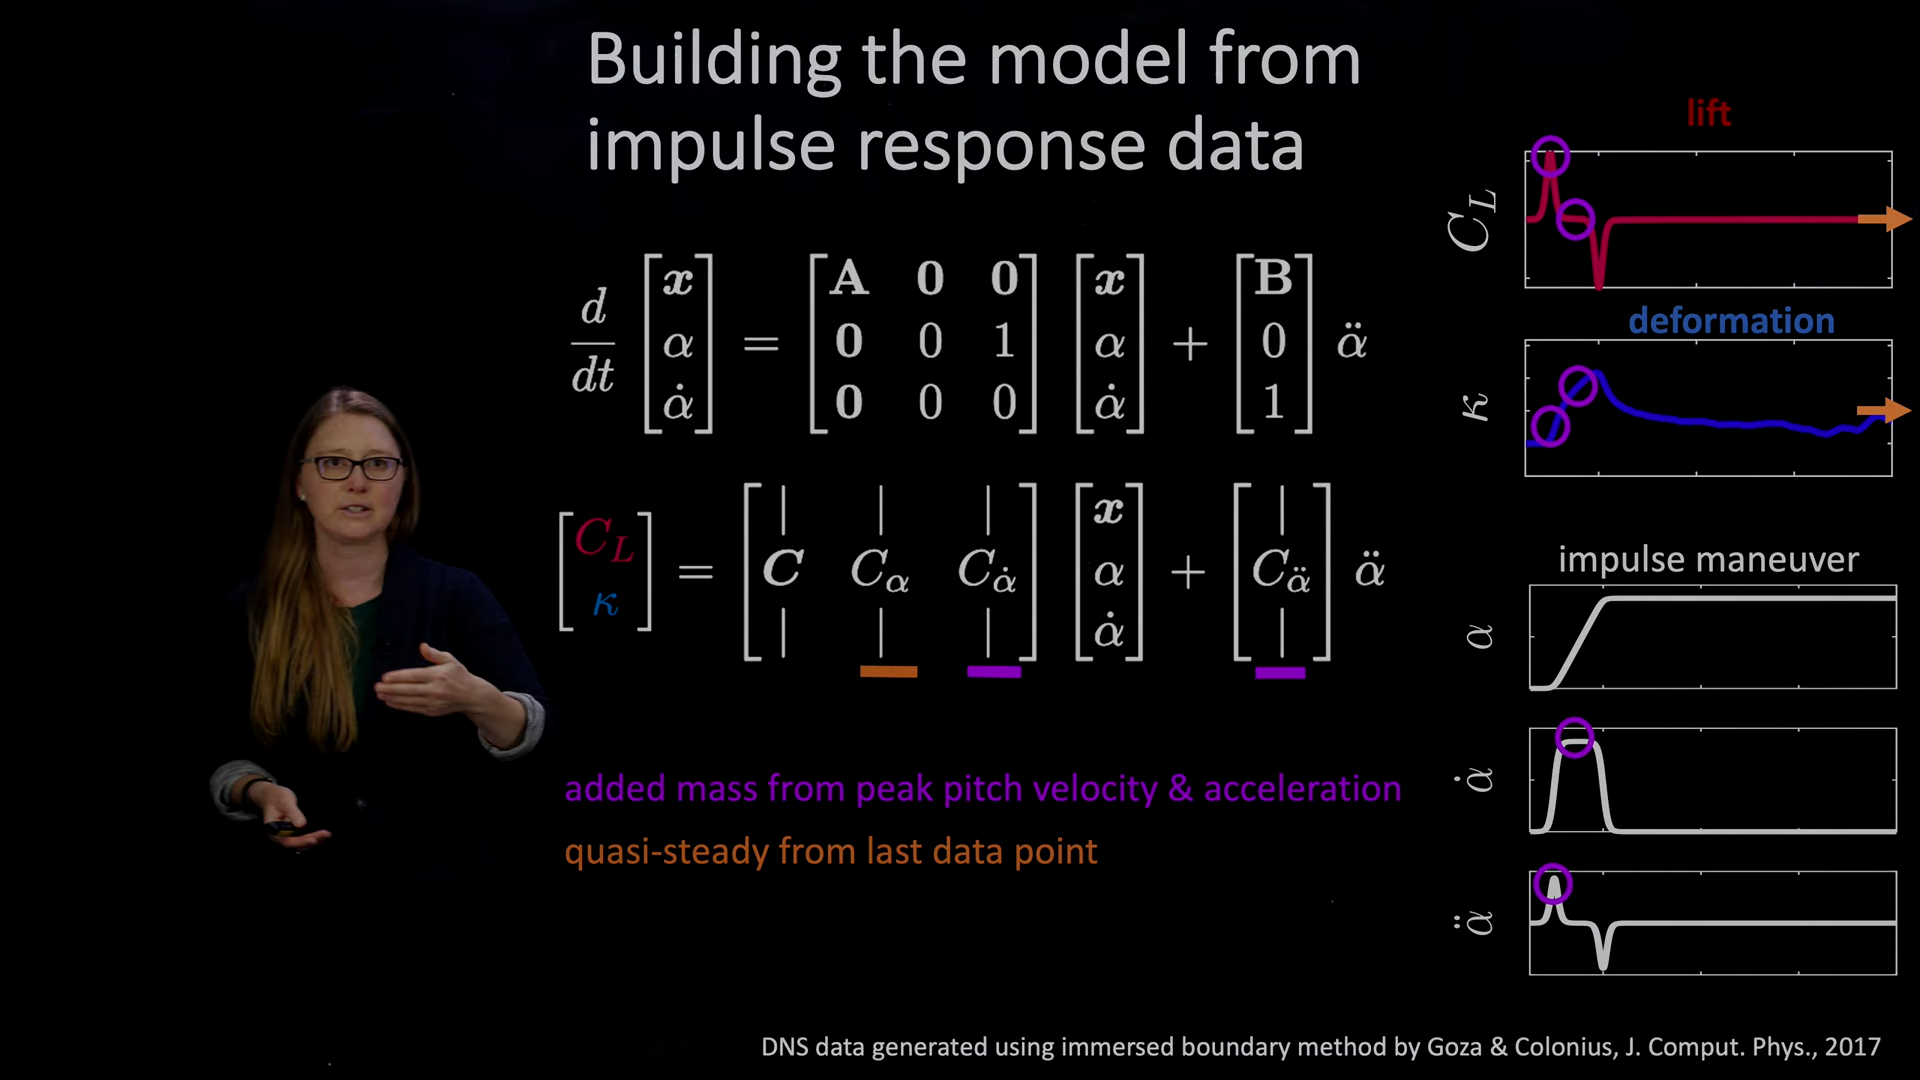 Building the model from
impulse response data
d/dt [x α α̇] = [A 0 0; 0 0 1; 0 0 0] [x α α̇] + [B 0 1] α̈
[C_L κ] = [C C_α C_α̇] [x α α̇] + [C_α̈] α̈
added mass from peak pitch velocity & acceleration
quasi-steady from last data point
lift
C_L
deformation
κ
impulse maneuver
α
α̇
α̈
DNS data generated using immersed boundary method by Goza & Colonius, J. Comput. Phys., 2017